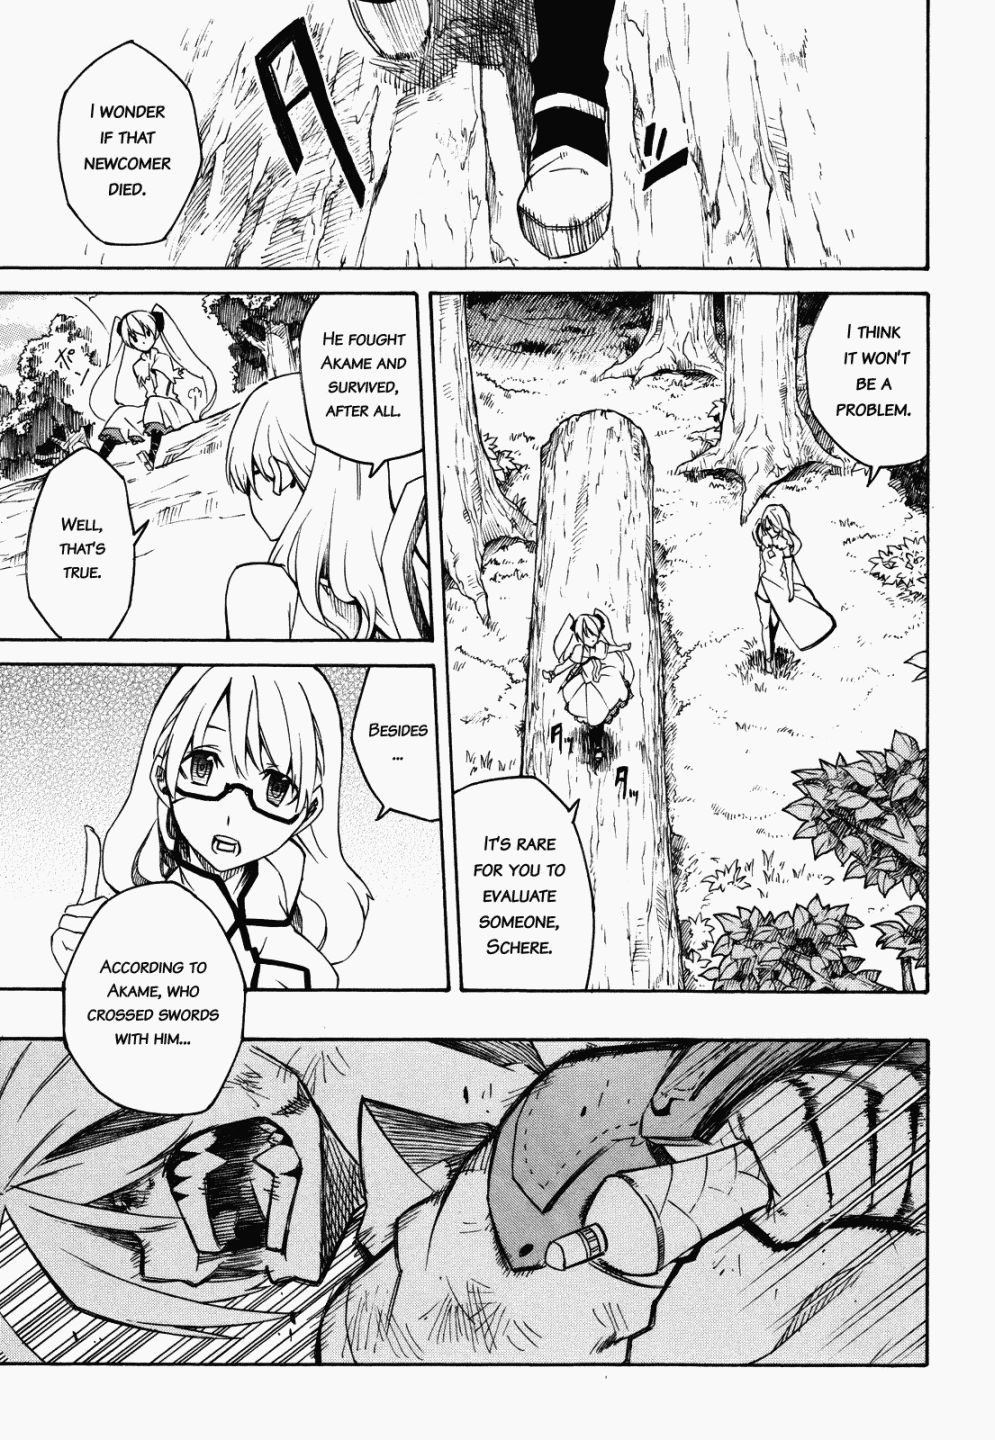 I WONDER
IF THAT
NEWCOMER
DIED.
I THINK
IT WON'T
BE A
PROBLEM.
IT'S RARE
FOR YOU TO
EVALUATE
SOMEONE,
SCHERE.
HE FOUGHT
AKAME AND
SURVIVED,
AFTER ALL.
WELL,
THAT'S
TRUE.
BESIDES
...
ACCORDING TO
AKAME, WHO
CROSSED SWORDS
WITH HIM...